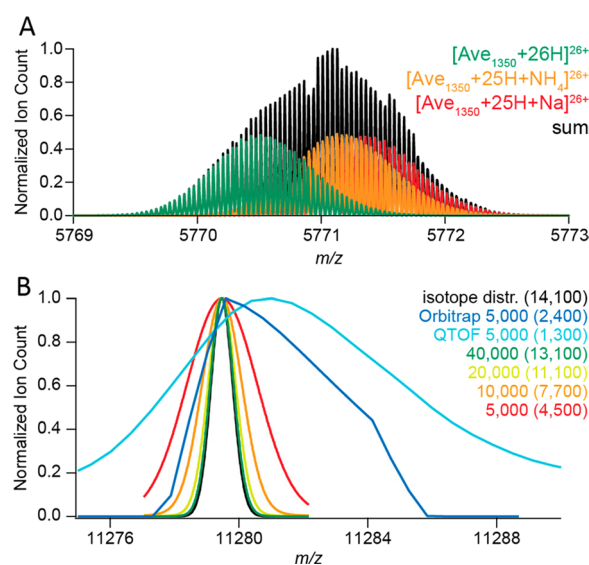 A
[Ave1350+26H]26+
[Ave1350+25H+NH4]26+
[Ave1350+25H+Na]26+
sum
Normalized Ion Count
1.0
0.8
0.6
0.4
0.2
0.0
5769 5770 5771 5772 5773
m/z
B
isotope distr. (14,100)
Orbitrap 5,000 (2,400)
QTOF 5,000 (1,300)
40,000 (13,100)
20,000 (11,100)
10,000 (7,700)
5,000 (4,500)
Normalized Ion Count
1.0
0.8
0.6
0.4
0.2
0.0
11276 11280 11284 11288
m/z